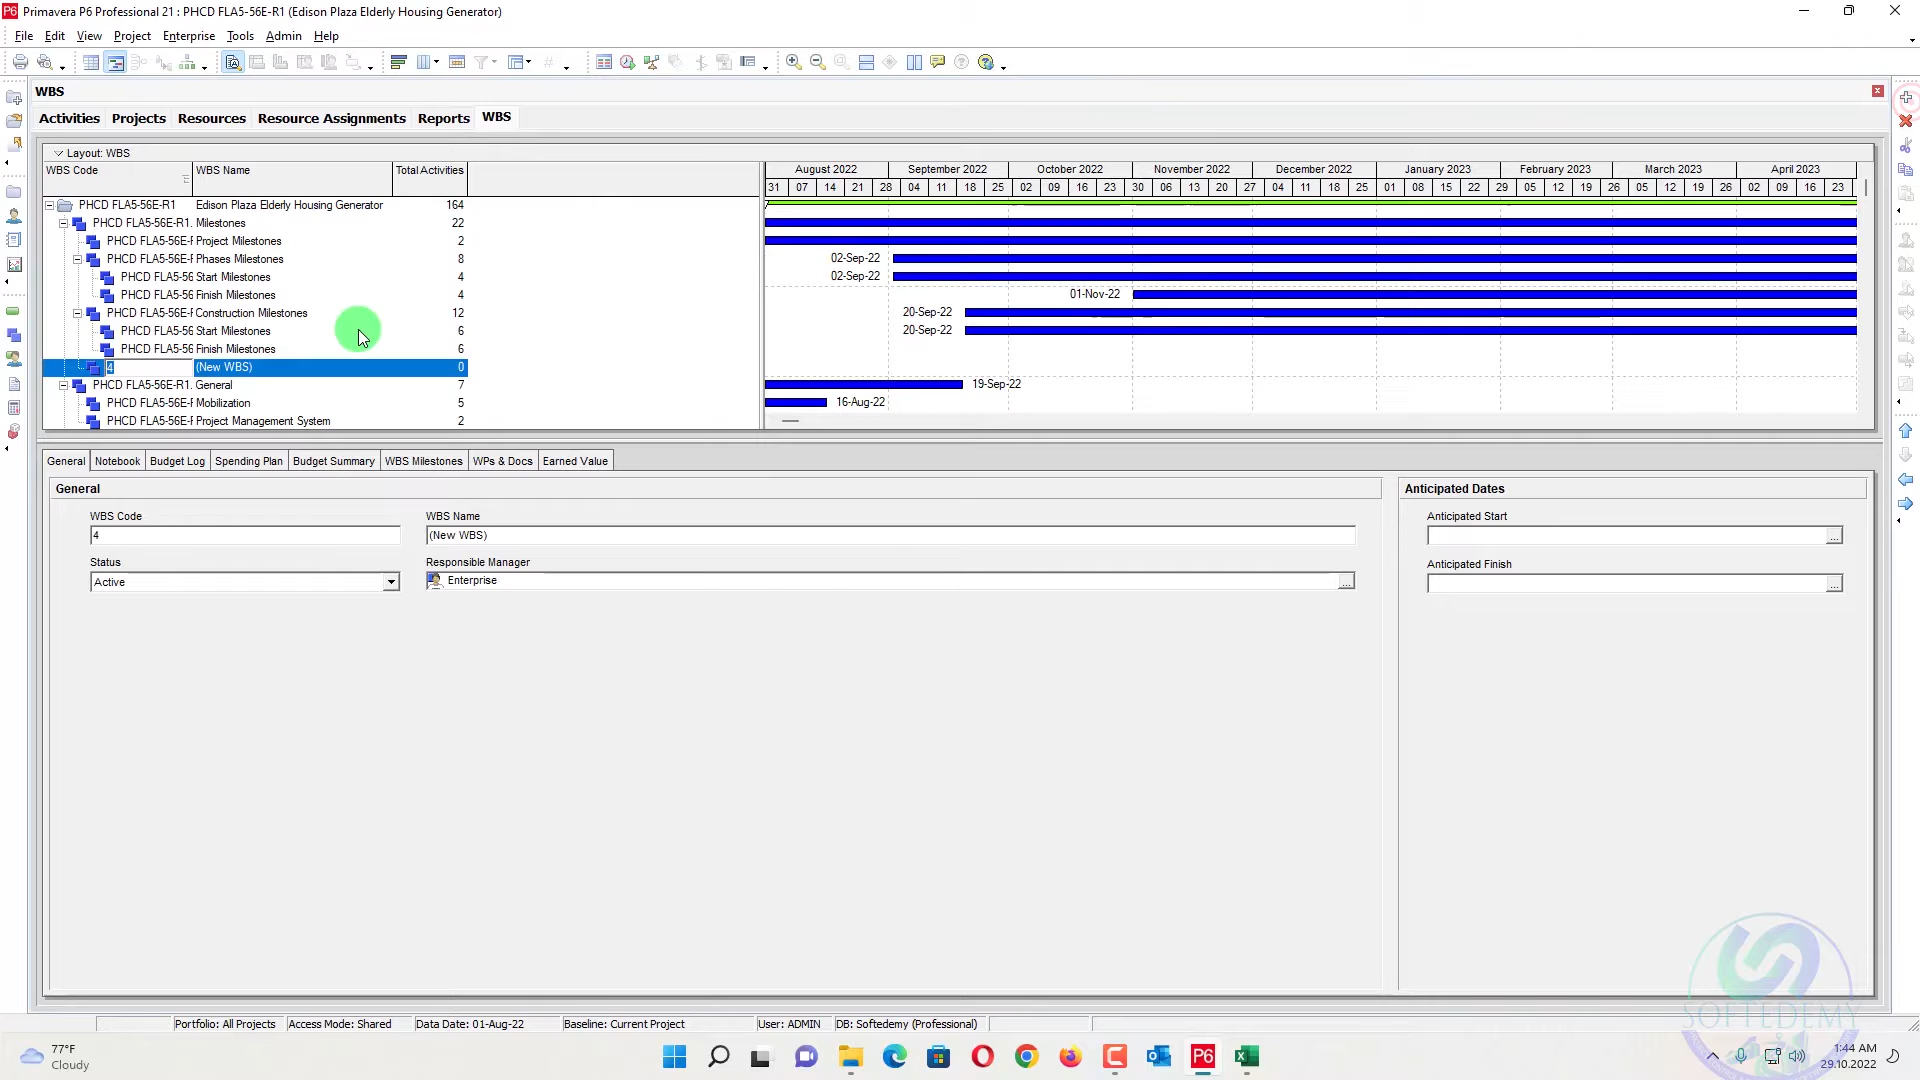 Primavera P6 Professional 21 : PHCD FLA5-56E-R1 (Edison Plaza Elderly Housing Generator)
File Edit View Project Enterprise Tools Admin Help
WBS
Activities Projects Resources Resource Assignments Reports WBS
Layout: WBS
WBS Code WBS Name Total Activities
August 2022 September 2022 October 2022 November 2022 December 2022 January 2023 February 2023 March 2023 April 2023
31 07 14 21 28 04 11 18 25 02 09 16 23 30 06 13 20 27 04 11 18 25 01 08 15 22 29 05 12 19 26 05 12 19 26 02 09 16 23
PHCD FLA5-56E-R1 Edison Plaza Elderly Housing Generator 164
PHCD FLA5-56E-R1. Milestones 22
PHCD FLA5-56E-F Project Milestones 2
PHCD FLA5-56E-F Phases Milestones 8 02-Sep-22
PHCD FLA5-56 Start Milestones 4 02-Sep-22
PHCD FLA5-56 Finish Milestones 4 01-Nov-22
PHCD FLA5-56E-F Construction Milestones 12 20-Sep-22
PHCD FLA5-56 Start Milestones 6 20-Sep-22
PHCD FLA5-56 Finish Milestones 6
4 (New WBS) 0
PHCD FLA5-56E-R1. General 7 19-Sep-22
PHCD FLA5-56E-F Mobilization 5 16-Aug-22
PHCD FLA5-56E-F Project Management System 2
General Notebook Budget Log Spending Plan Budget Summary WBS Milestones WPs & Docs Earned Value
General Anticipated Dates
WBS Code WBS Name Anticipated Start
4 (New WBS)
Status Responsible Manager Anticipated Finish
Active Enterprise
SOFTEDEMY
Portfolio: All Projects Access Mode: Shared Data Date: 01-Aug-22 Baseline: Current Project User: ADMIN DB: Softedemy (Professional)
77°F
Cloudy
P6
1:44 AM
29.10.2022